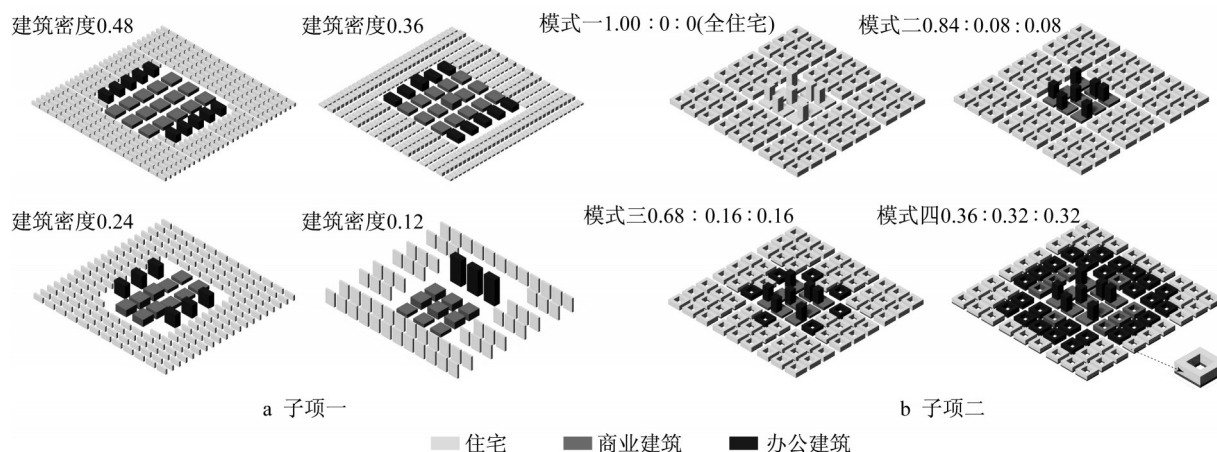 建筑密度0.48
建筑密度0.36
模式一1.00：0：0(全住宅)
模式二0.84：0.08：0.08
建筑密度0.24
建筑密度0.12
模式三0.68：0.16：0.16
模式四0.36：0.32：0.32
a 子项一
b 子项二
住宅
商业建筑
办公建筑